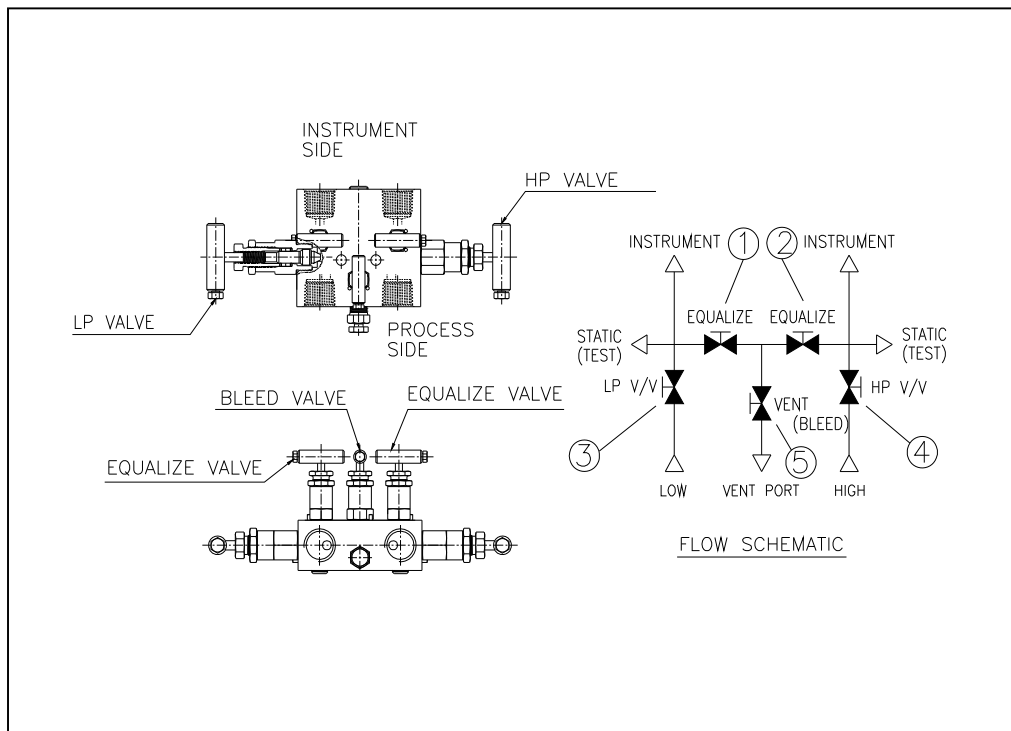 INSTRUMENT
SIDE
HP VALVE
LP VALVE
PROCESS
SIDE
BLEED VALVE
EQUALIZE VALVE
EQUALIZE VALVE
1
2
INSTRUMENT
INSTRUMENT
EQUALIZE
EQUALIZE
STATIC
(TEST)
STATIC
(TEST)
LP V/V
HP V/V
VENT
(BLEED)
3
5
4
LOW
VENT PORT
HIGH
FLOW SCHEMATIC